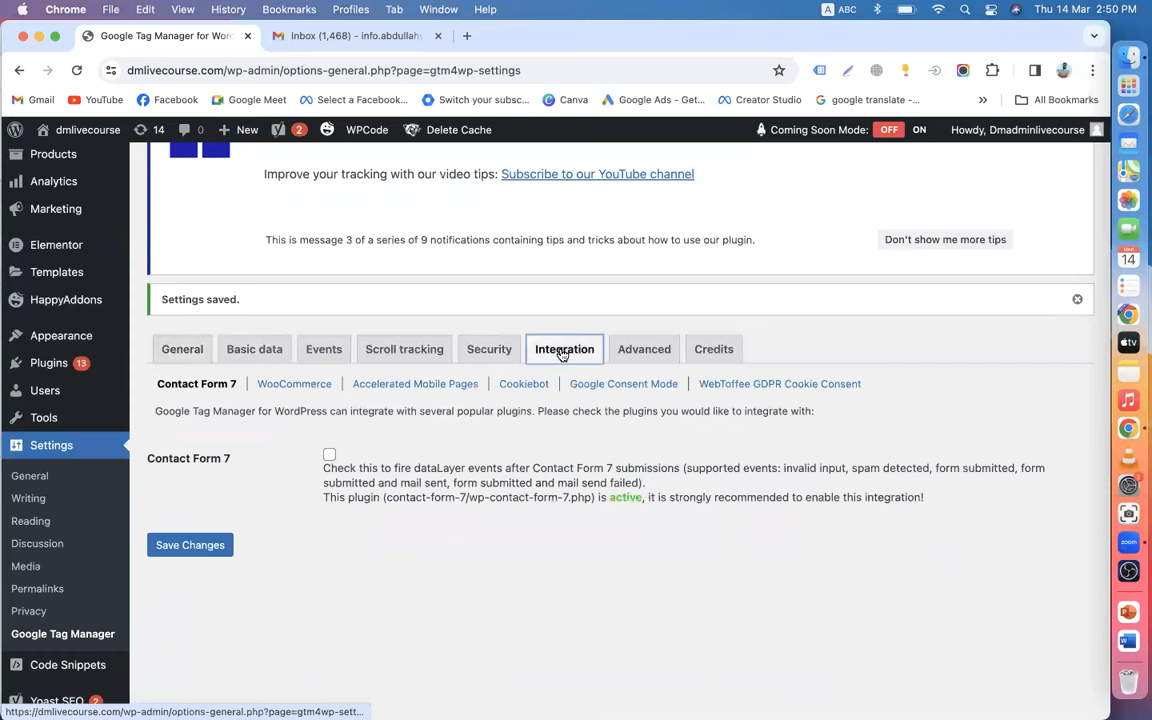 Chrome File Edit View History Bookmarks Profiles Tab Window Help A ABC Thu 14 Mar 2:50 PM
Google Tag Manager for Wor Inbox (1,468) - info.abdullah
dmlivecourse.com/wp-admin/options-general.php?page=gtm4wp-settings
Gmail YouTube Facebook Google Meet Select a Facebook... Switch your subsc... Canva Google Ads - Get... Creator Studio google translate -... » All Bookmarks
dmlivecourse 14 0 + New 2 WPCode Delete Cache Coming Soon Mode: OFF ON Howdy, Dmadminlivecourse
Products
Analytics
Marketing
Elementor
Templates
HappyAddons
Appearance
Plugins 13
Users
Tools
Settings
General
Writing
Reading
Discussion
Media
Permalinks
Privacy
Google Tag Manager
Code Snippets
Yoast SEO 2
Improve your tracking with our video tips: Subscribe to our YouTube channel
This is message 3 of a series of 9 notifications containing tips and tricks about how to use our plugin. Don't show me more tips
Settings saved.
General Basic data Events Scroll tracking Security Integration Advanced Credits
Contact Form 7 | WooCommerce | Accelerated Mobile Pages | Cookiebot | Google Consent Mode | WebToffee GDPR Cookie Consent
Google Tag Manager for WordPress can integrate with several popular plugins. Please check the plugins you would like to integrate with:
Contact Form 7
Check this to fire dataLayer events after Contact Form 7 submissions (supported events: invalid input, spam detected, form submitted, form
submitted and mail sent, form submitted and mail send failed).
This plugin (contact-form-7/wp-contact-form-7.php) is active, it is strongly recommended to enable this integration!
Save Changes
https://dmlivecourse.com/wp-admin/options-general.php?page=gtm4wp-sett...
MAR
14
tv
zoom